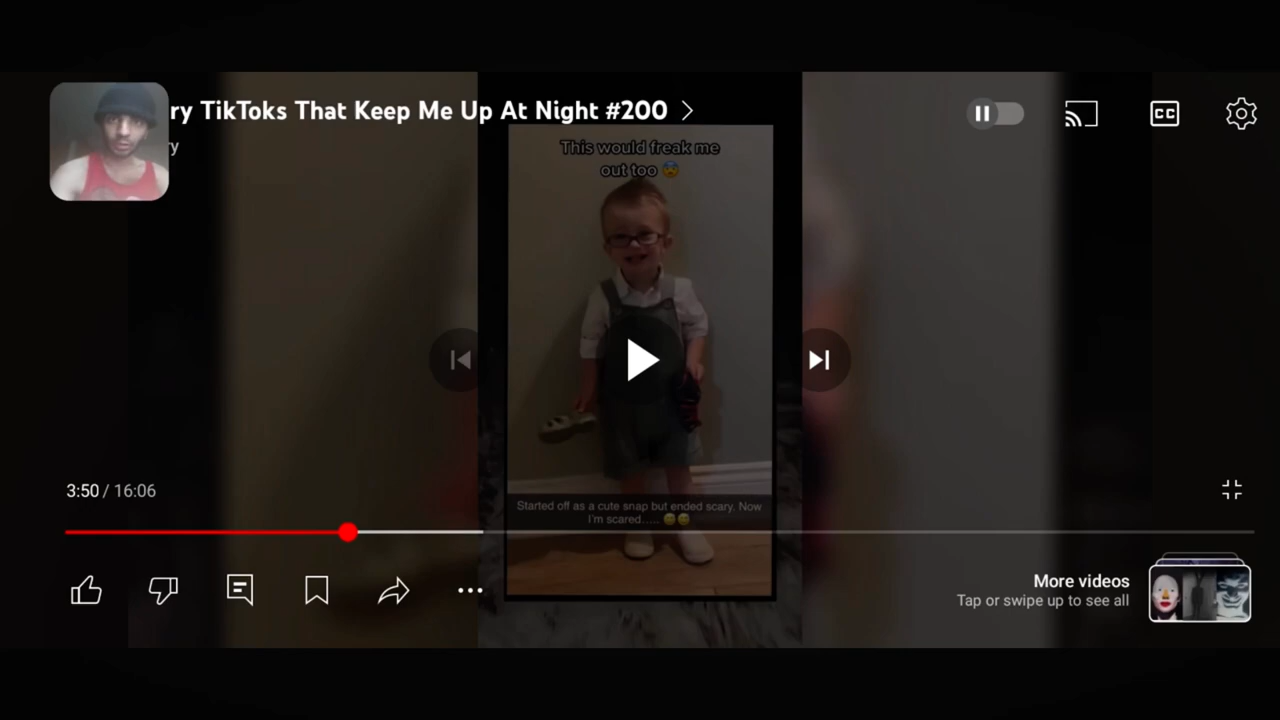 ry TikToks That Keep Me Up At Night #200
ry
CC
This would freak me
out too 😨
3:50 / 16:06
Started off as a cute snap but ended scary. Now
I'm scared.....
More videos
Tap or swipe up to see all